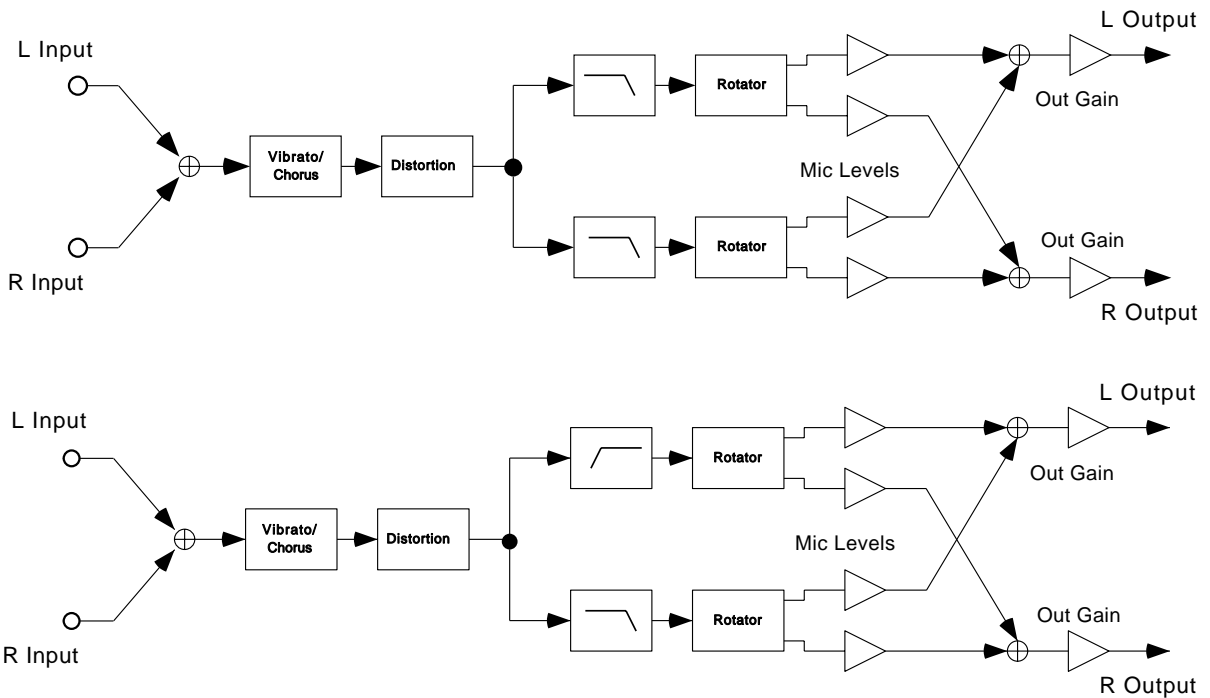 L Output
L Input
Rotator
Out Gain
Vibrato/
Chorus
Distortion
Mic Levels
Rotator
Out Gain
R Input
R Output
L Output
L Input
Rotator
Out Gain
Vibrato/
Chorus
Distortion
Mic Levels
Rotator
Out Gain
R Input
R Output